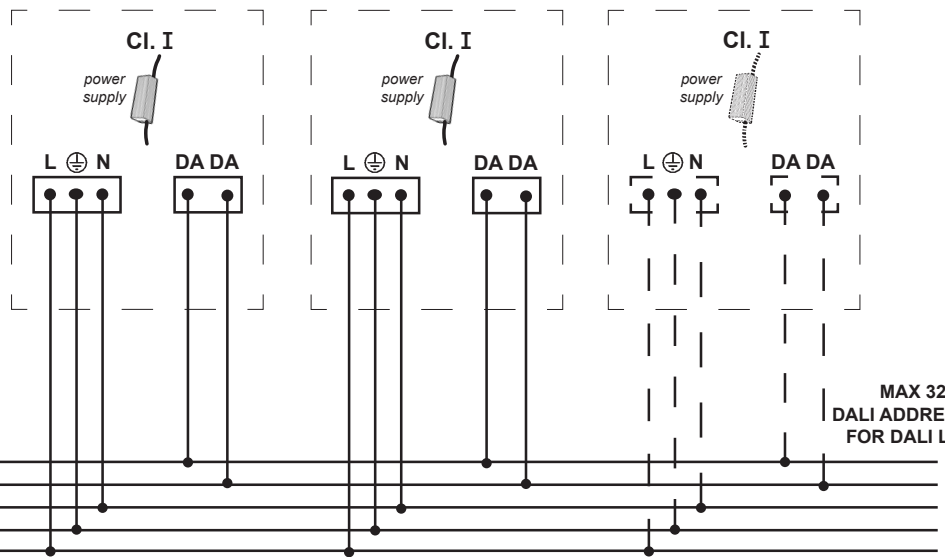 Cl. I
power
supply
L N
DA DA
Cl. I
power
supply
L N
DA DA
Cl. I
power
supply
L N
DA DA
MAX 32
DALI ADDRE
FOR DALI L